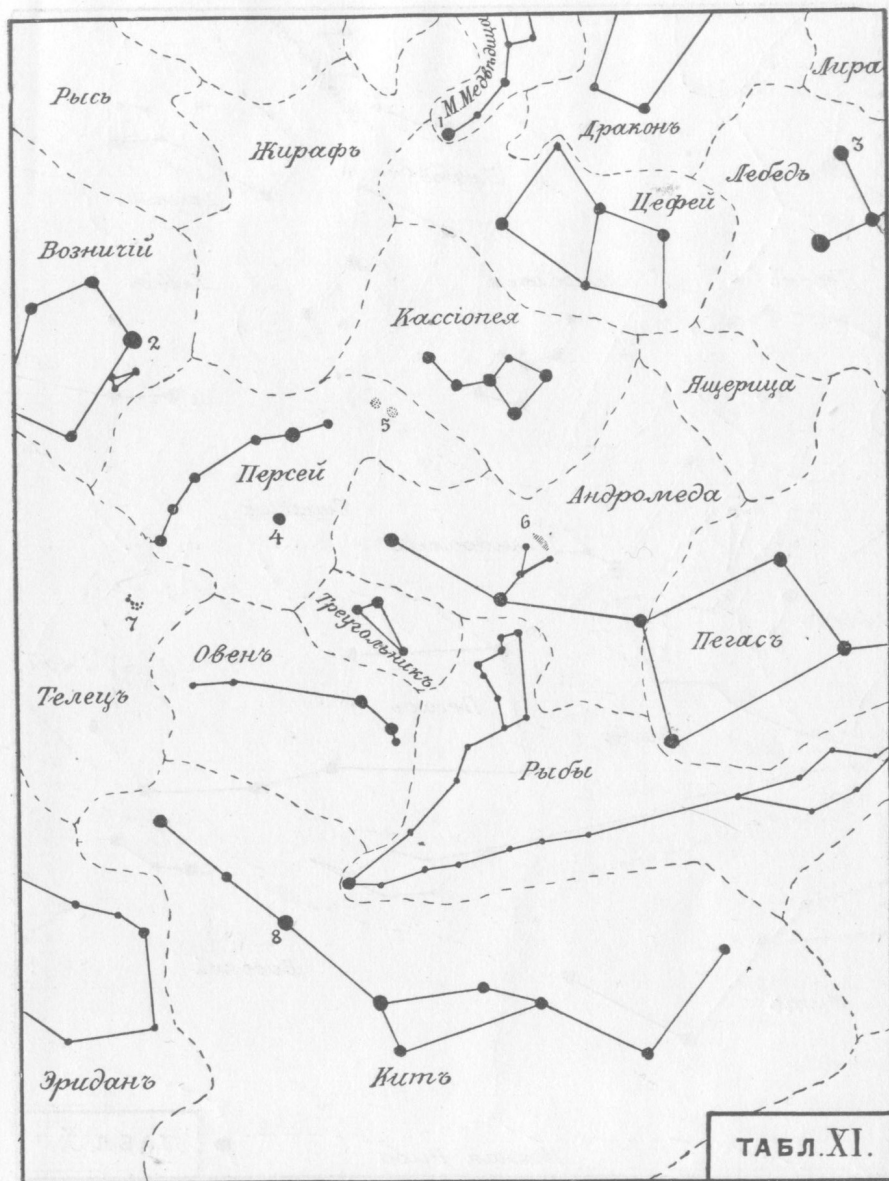 М. Медвѣдица
1
Лира
Рысь
Драконъ
Жирафъ
3
Лебедь
Цефей
Возничій
Кассіопея
2
Ящерица
5
Персей
Андромеда
4
6
7
Треугольникъ
Пегасъ
Овенъ
Телецъ
Рыбы
8
Эриданъ
Китъ
ТАБЛ. XI.